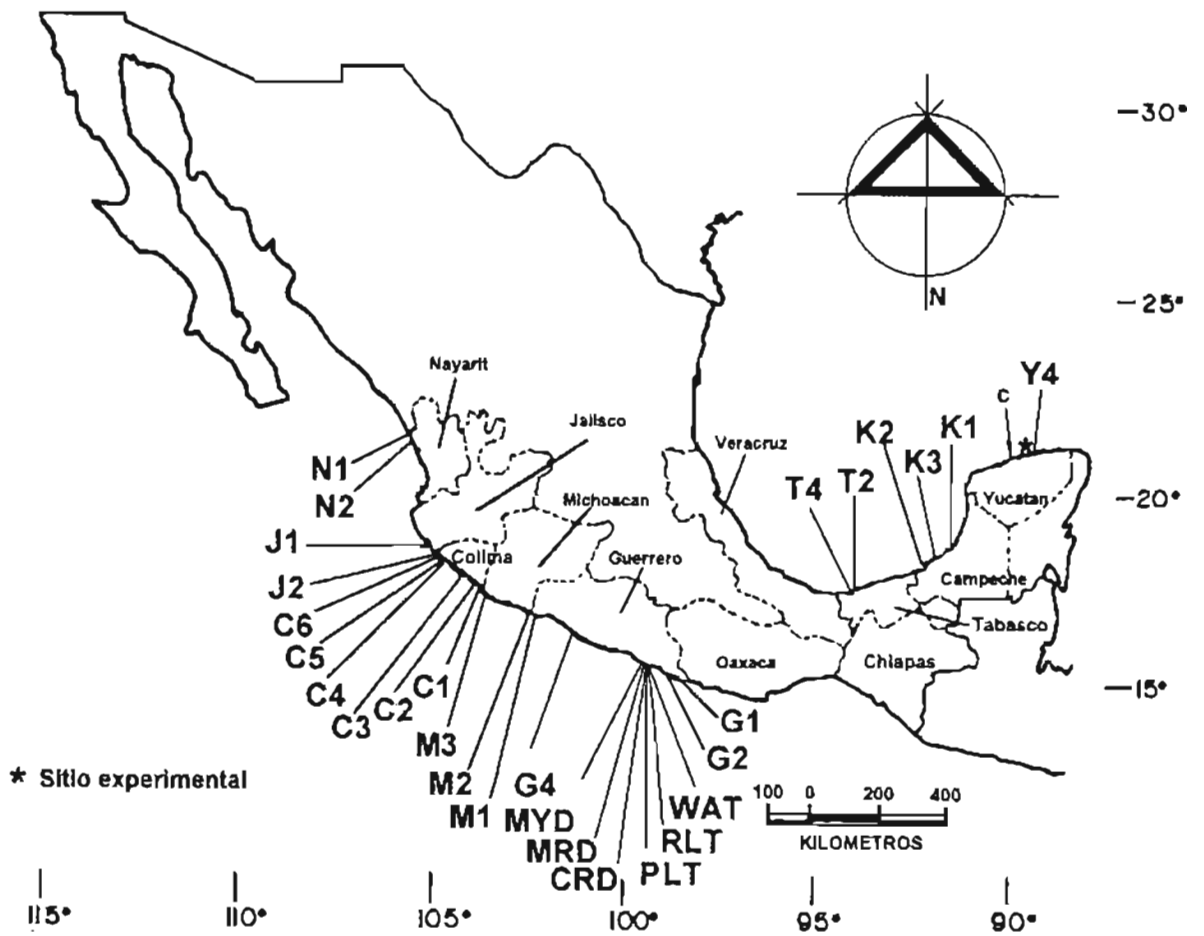 30°
N
25°
Nayarit
Y4
C
Jalisco
K1
K2
Veracruz
K3
N1
T2
T4
Yucatan
20°
N2
Michoacan
J1
Colima
Guerrero
Campeche
J2
Tabasco
C6
Oaxaca
Chiapas
C5
15°
C4
C1
G1
C2
C3
M3
G2
* Sitio experimental
M2
G4
100 0 200 400
M1
WAT
MYD
RLT
KILOMETROS
MRD
CRD
PLT
115° 110° 105° 100° 95° 90°